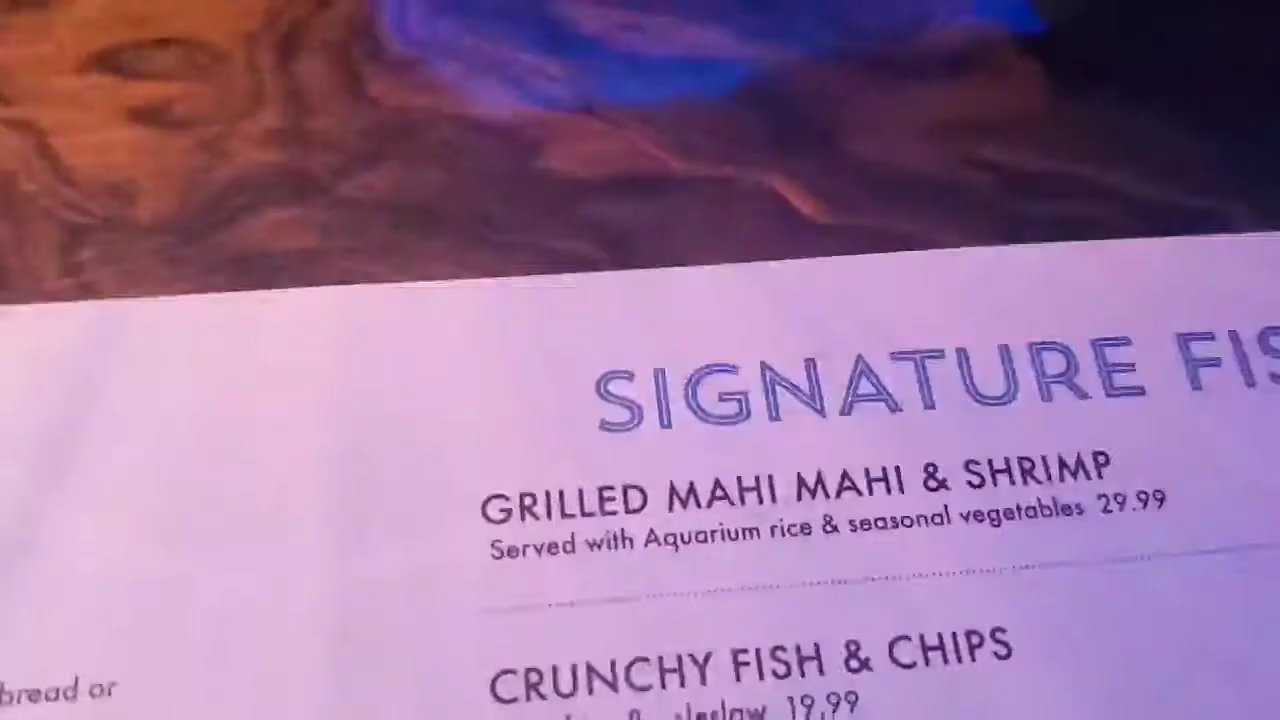 SIGNATURE
GRILLED MAHI MAHI & SHRIMP
Served with Aquarium rice & seasonal vegetables 29.99
CRUNCHY FISH & CHIPS
& 19.99
bread or